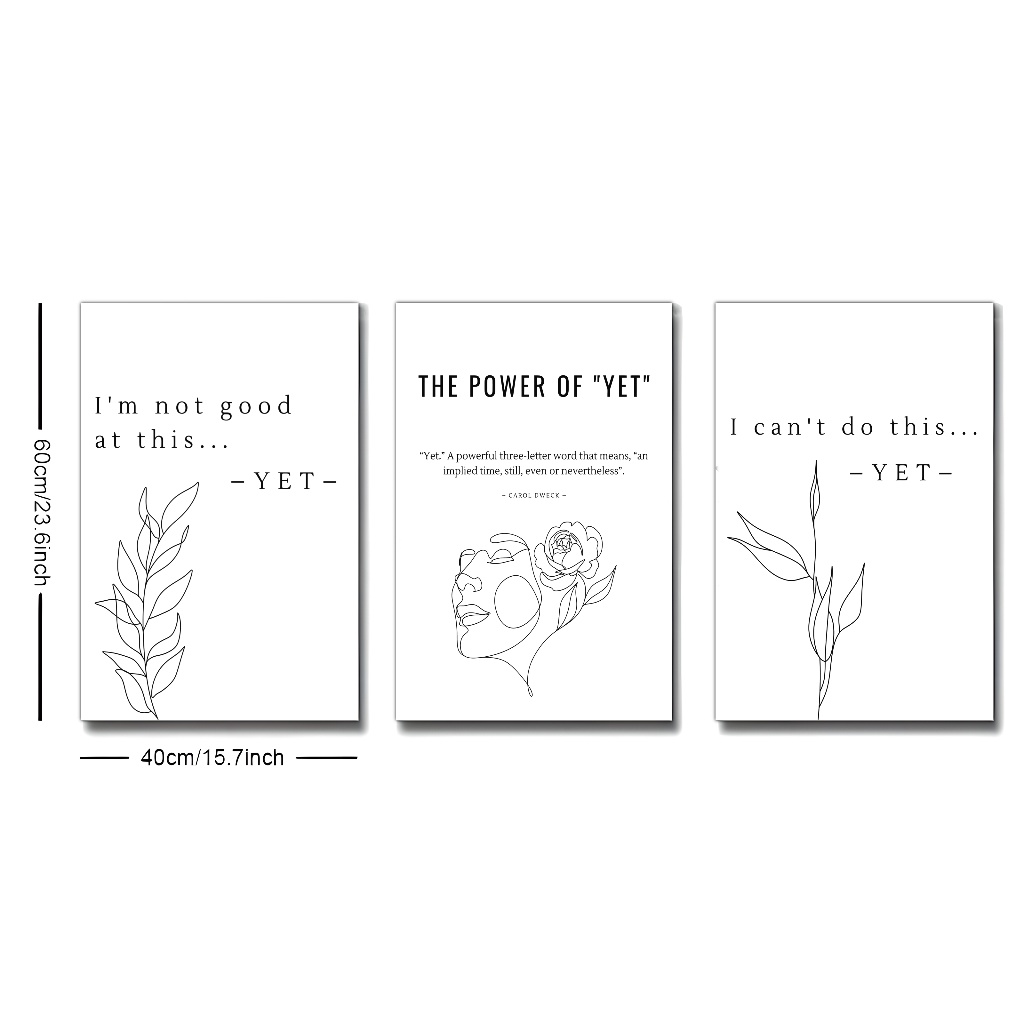 I'm not good
at this...
–YET–
THE POWER OF "YET"
"Yet." A powerful three-letter word that means, "an
implied time, still, even or nevertheless".
– CAROL DWECK –
I can't do this...
–YET–
60cm/23.6inch
40cm/15.7inch